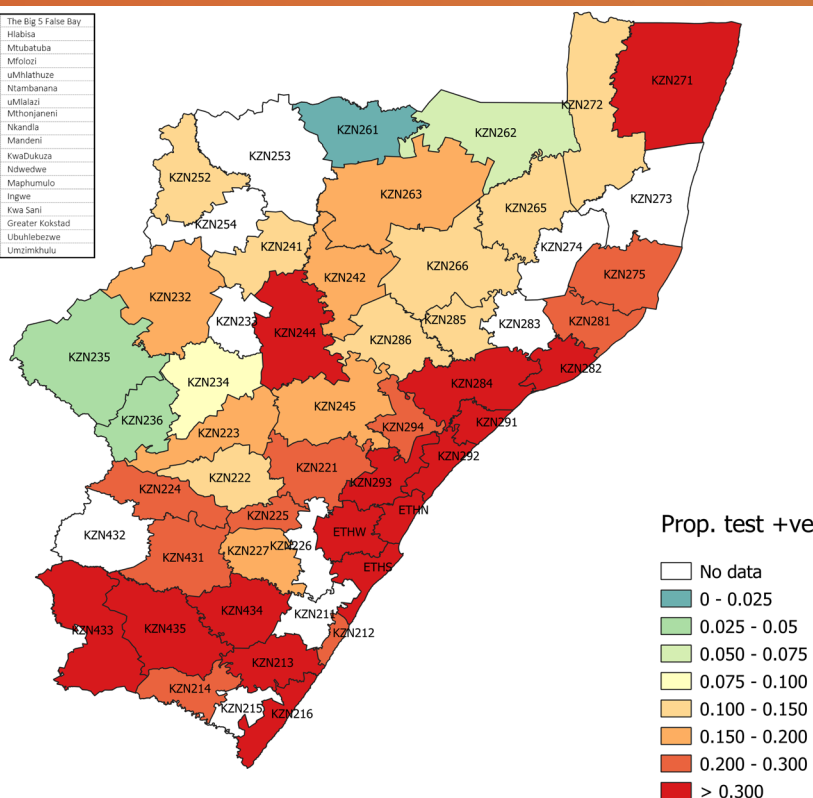 The Big 5 False Bay
Hlabisa
Mtubatuba
Mfolozi
uMhlathuze
Ntambanana
uMlalazi
Mthonjaneni
Nkandla
Mandeni
KwaDukuza
Ndwedwe
Maphumulo
Ingwe
Kwa Sani
Greater Kokstad
Ubuhlebezwe
Umzimkhulu
KZN271
KZN272
KZN261
KZN262
KZN253
KZN252
KZN263
KZN273
KZN265
KZN254
KZN241
KZN274
KZN266
KZN275
KZN242
KZN232
KZN233
KZN285
KZN283
KZN281
KZN244
KZN286
KZN235
KZN282
KZN234
KZN284
KZN245
KZN236
KZN291
KZN294
KZN223
KZN292
KZN221
KZN222
KZN293
KZN224
ETHN
KZN225
ETHW
KZN432
KZN226
KZN227
KZN431
ETHS
KZN434
KZN211
KZN433
KZN435
KZN212
KZN213
KZN214
KZN215
KZN216
Prop. test +ve
No data
0 - 0.025
0.025 - 0.05
0.050 - 0.075
0.075 - 0.100
0.100 - 0.150
0.150 - 0.200
0.200 - 0.300
> 0.300